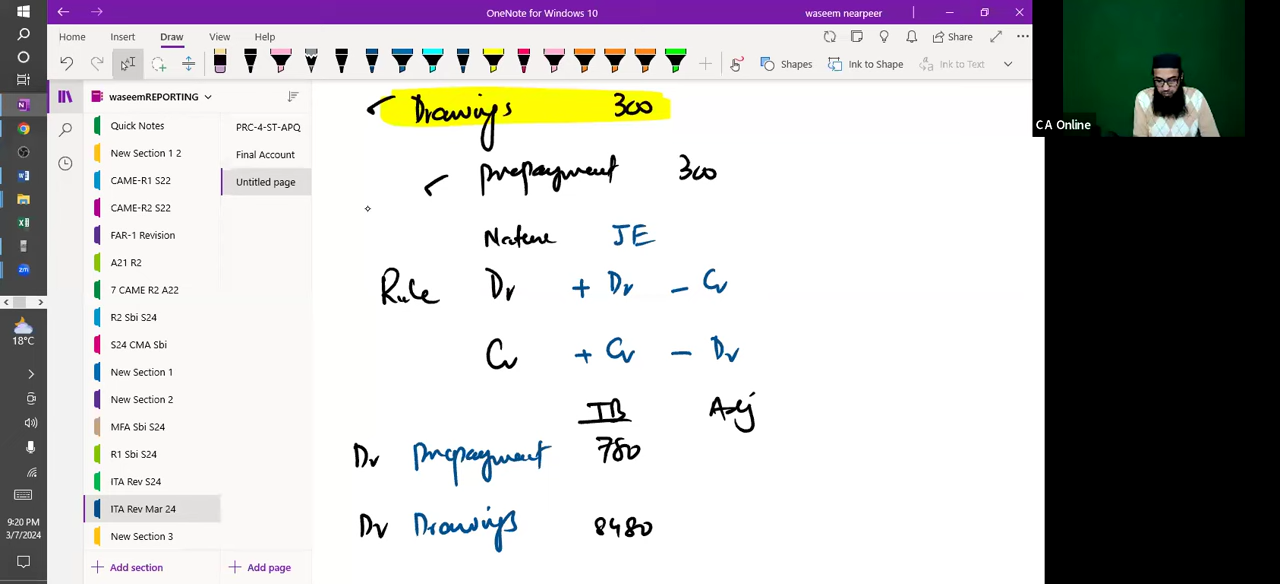 OneNote for Windows 10
waseem nearpeer
Home Insert Draw View Help
Share
Shapes Ink to Shape Ink to Text
waseemREPORTING
Quick Notes
New Section 1 2
CAME-R1 S22
CAME-R2 S22
FAR-1 Revision
A21 R2
7 CAME R2 A22
R2 Sbi S24
S24 CMA Sbi
New Section 1
New Section 2
MFA Sbi S24
R1 Sbi S24
ITA Rev S24
ITA Rev Mar 24
New Section 3
Add section
PRC-4-ST-APQ
Final Account
Untitled page
Add page
Drawings 300
prepayment 300
Nature JE
Rule Dr + Dr - Cr
Cr + Cr - Dr
TB Adj
Dr Prepayment 780
Dr Drawings 8480
CA Online
18°C
9:20 PM
3/7/2024